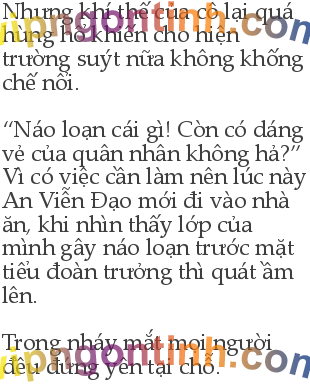 Nhưng khí thế của cô lại quá
hùng hổ khiến cho hiện
trường suýt nữa không khống
chế nổi.
“Náo loạn cái gì! Còn có dáng
vẻ của quân nhân không hả?”
Vì có việc cần làm nên lúc này
An Viễn Đạo mới đi vào nhà
ăn, khi nhìn thấy lớp của
mình gây náo loạn trước mặt
tiểu đoàn trưởng thì quát ầm
lên.
Trong nháy mắt mọi người
đều đứng yên tại chỗ.